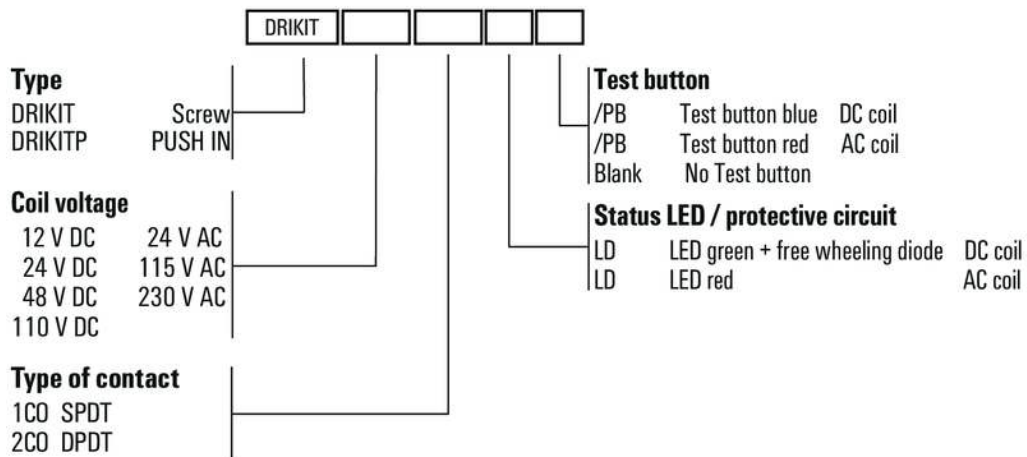 DRIKIT
Type
DRIKIT Screw
DRIKITP PUSH IN
Coil voltage
12 V DC 24 V AC
24 V DC 115 V AC
48 V DC 230 V AC
110 V DC
Type of contact
1CO SPDT
2CO DPDT
Test button
/PB Test button blue DC coil
/PB Test button red AC coil
Blank No Test button
Status LED / protective circuit
LD LED green + free wheeling diode DC coil
LD LED red AC coil